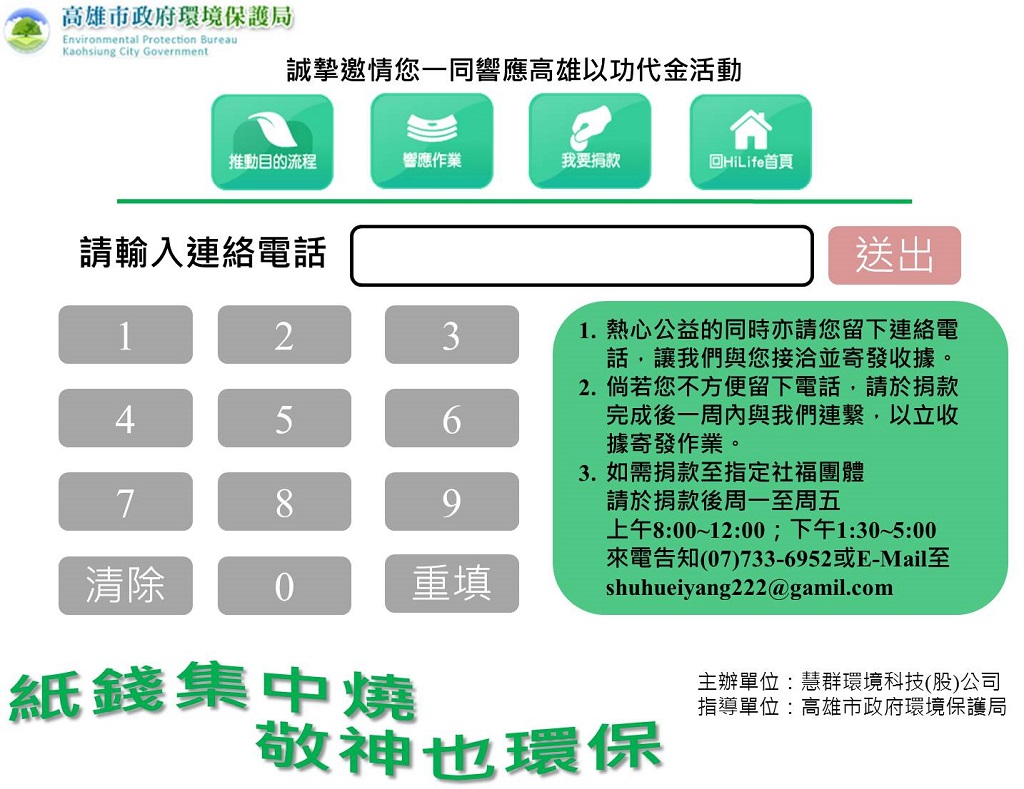 高雄市政府環境保護局
Environmental Protection Bureau
Kaohsiung City Government
誠摯邀情您一同響應高雄以功代金活動
推動目的流程
響應作業
我要捐款
回HiLife首頁
請輸入連絡電話
送出
1 2 3
4 5 6
7 8 9
清除 0 重填
1. 熱心公益的同時亦請您留下連絡電
話，讓我們與您接洽並寄發收據。
2. 倘若您不方便留下電話，請於捐款
完成後一周內與我們連繫，以立收
據寄發作業。
3. 如需捐款至指定社福團體
請於捐款後周一至周五
上午8:00~12:00；下午1:30~5:00
來電告知(07)733-6952或E-Mail至
shuhueiyang222@gamil.com
紙錢集中燒
敬神也環保
主辦單位：慧群環境科技(股)公司
指導單位：高雄市政府環境保護局